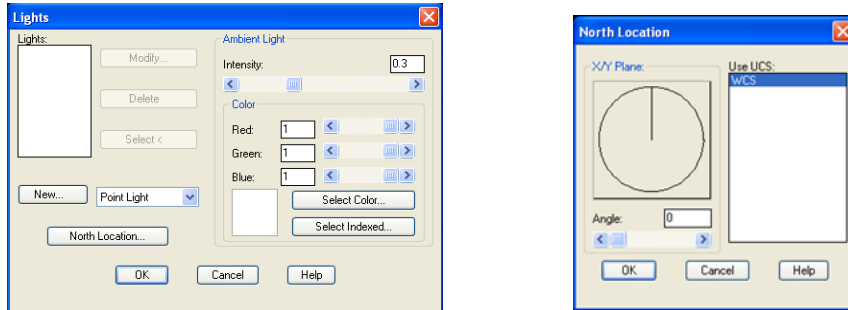 Lights
Lights:
Modify...
Delete
Select <
New...
Point Light
North Location...
Ambient Light
Intensity:
0.3
Color
Red:
1
Green:
1
Blue:
1
Select Color...
Select Indexed...
OK
Cancel
Help
North Location
X/Y Plane:
Use UCS:
WCS
Angle:
0
OK
Cancel
Help